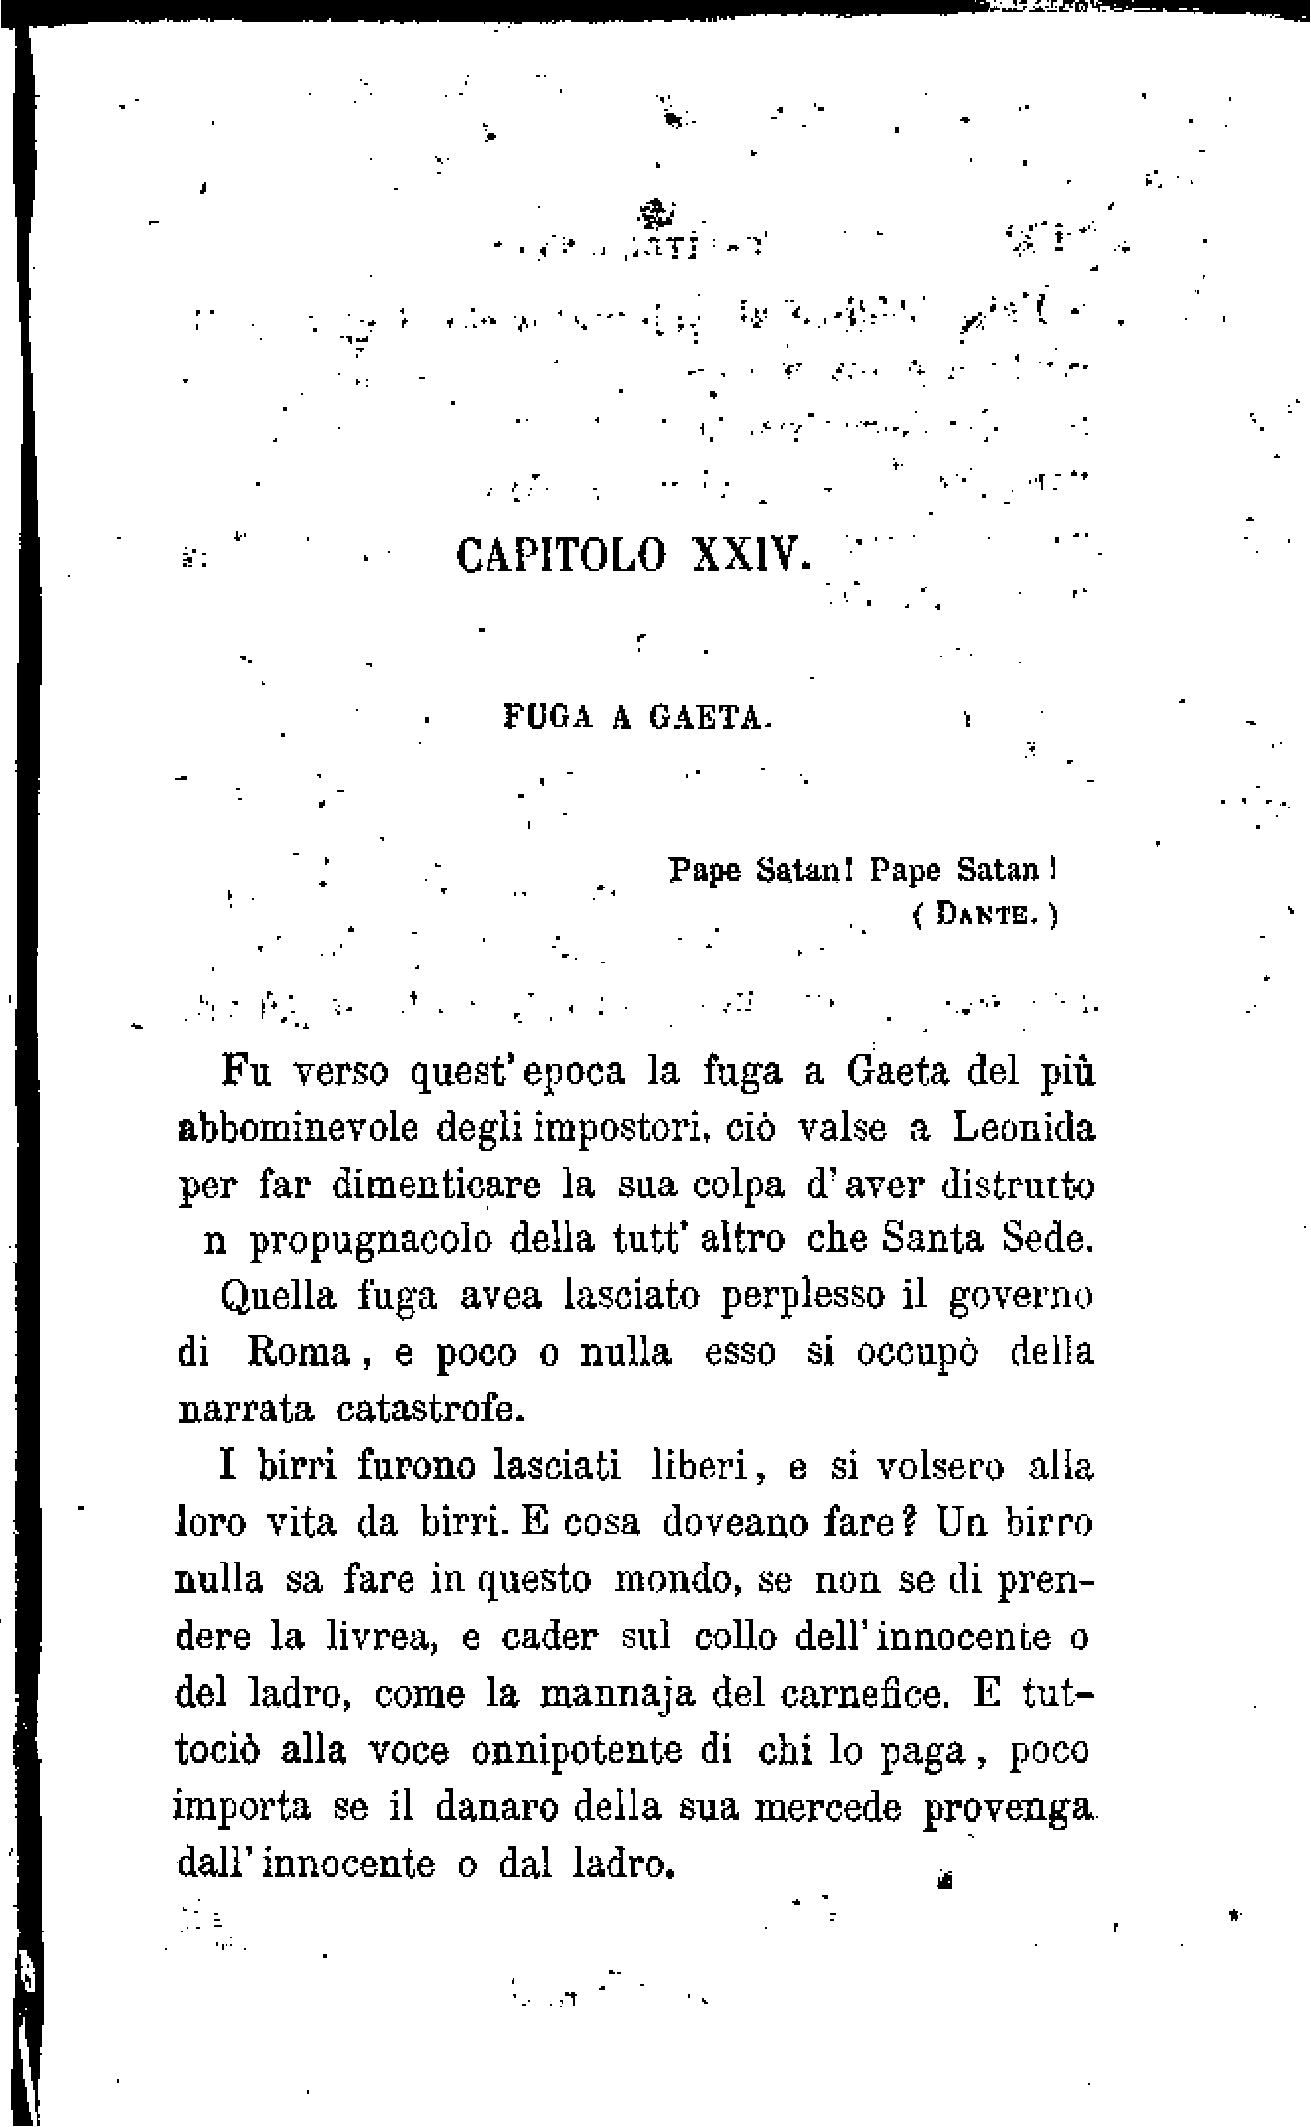 CAPITOLO XXIV.
FUGA A GAETA.
Pape Satan! Pape Satan!
(DANTE.)
Fu verso quest'epoca la fuga a Gaeta del più
abbominevole degli impostori, ciò valse a Leonida
per far dimenticare la sua colpa d'aver distrutto
n propugnacolo della tutt'altro che Santa Sede.
Quella fuga avea lasciato perplesso il governo
di Roma, e poco o nulla esso si occupò della
narrata catastrofe.
I birri furono lasciati liberi, e si volsero alla
loro vita da birri. E cosa doveano fare? Un birro
nulla sa fare in questo mondo, se non se di pren-
dere la livrea, e cader sul collo dell'innocente o
del ladro, come la mannaja del carnefice. E tut-
tociò alla voce onnipotente di chi lo paga, poco
importa se il danaro della sua mercede provenga
dall'innocente o dal ladro.